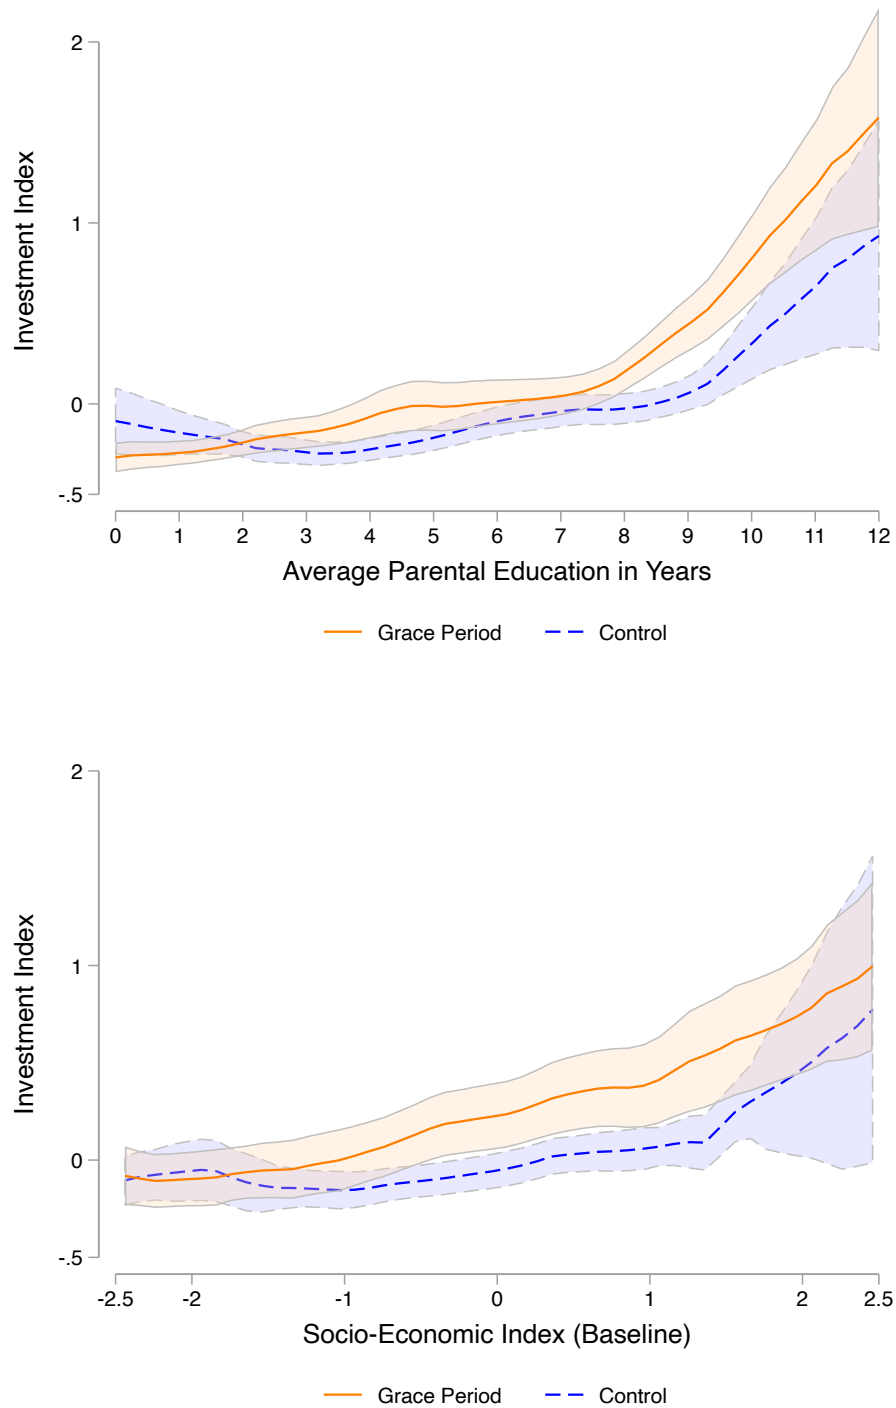 2
1
0
-.5
Investment Index
0 1 2 3 4 5 6 7 8 9 10 11 12
Average Parental Education in Years
Grace Period Control
2
1
0
-.5
Investment Index
-2.5 -2 -1 0 1 2 2.5
Socio-Economic Index (Baseline)
Grace Period Control